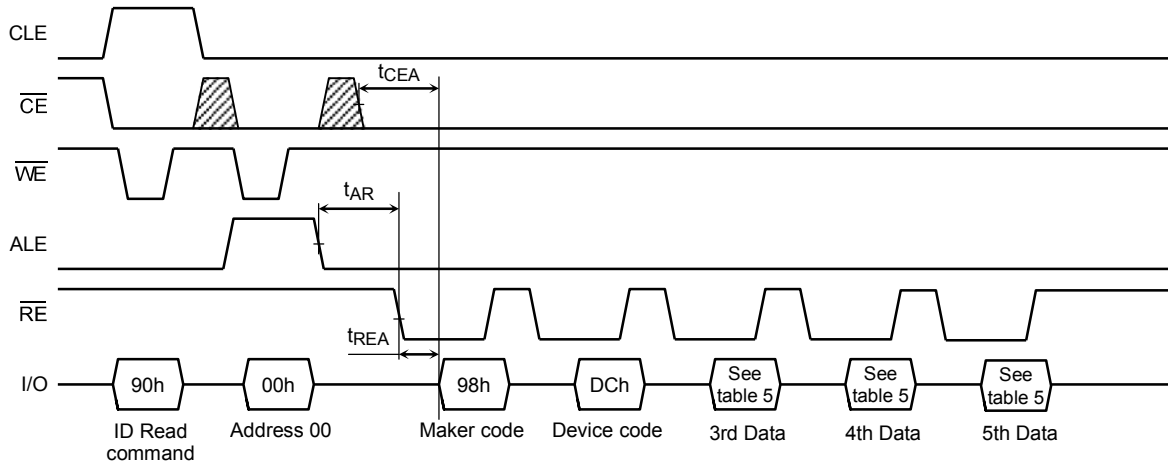 CLE
tCEA
CE
WE
tAR
ALE
RE
tREA
I/O
90h
00h
98h
DCh
See
table 5
See
table 5
See
table 5
ID Read
command
Address 00
Maker code
Device code
3rd Data
4th Data
5th Data